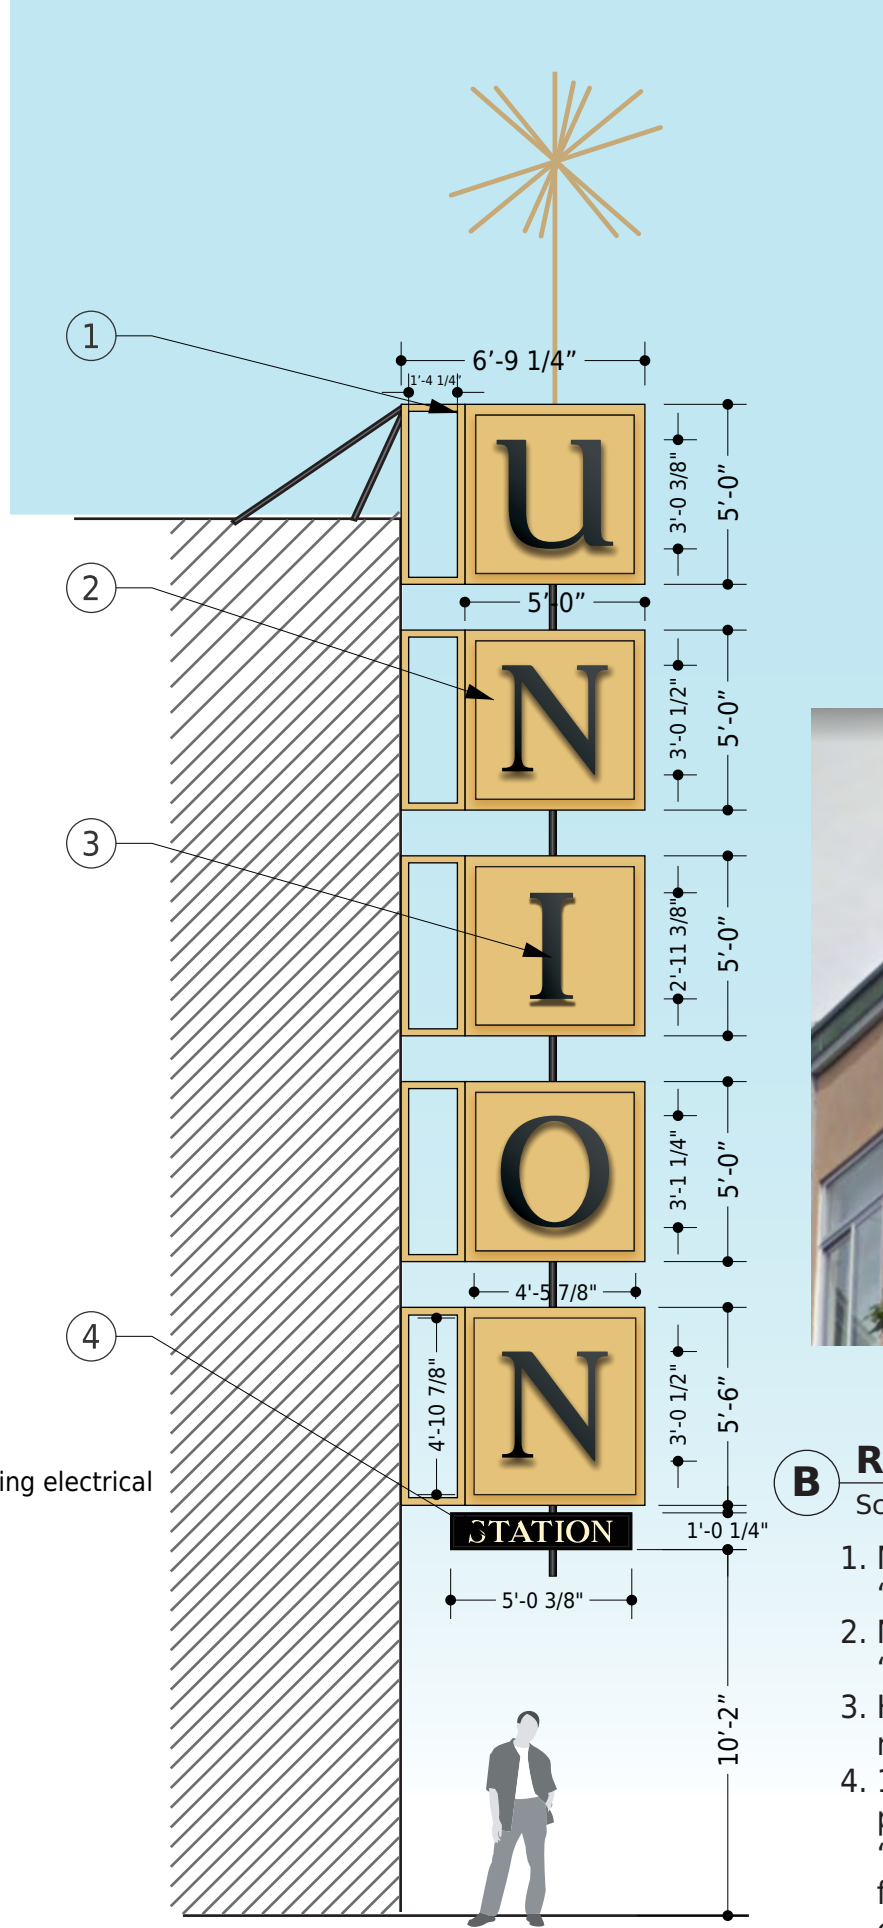 1
6’-9 1/4”
1’-4 1/4”
u
3'-0 3/8"
5’-0”
2
5’-0”
N
3'-0 1/2"
5’-0”
3
I
2'-11 3/8"
5’-0”
O
3'-1 1/4"
5’-0”
4'-5 7/8"
4
N
4'-10 7/8"
3'-0 1/2"
5’-6”
ing electrical
B
R
Sc
STATION
1'-0 1/4"
5'-0 3/8"
1.
2.
3.
4.
10’-2”